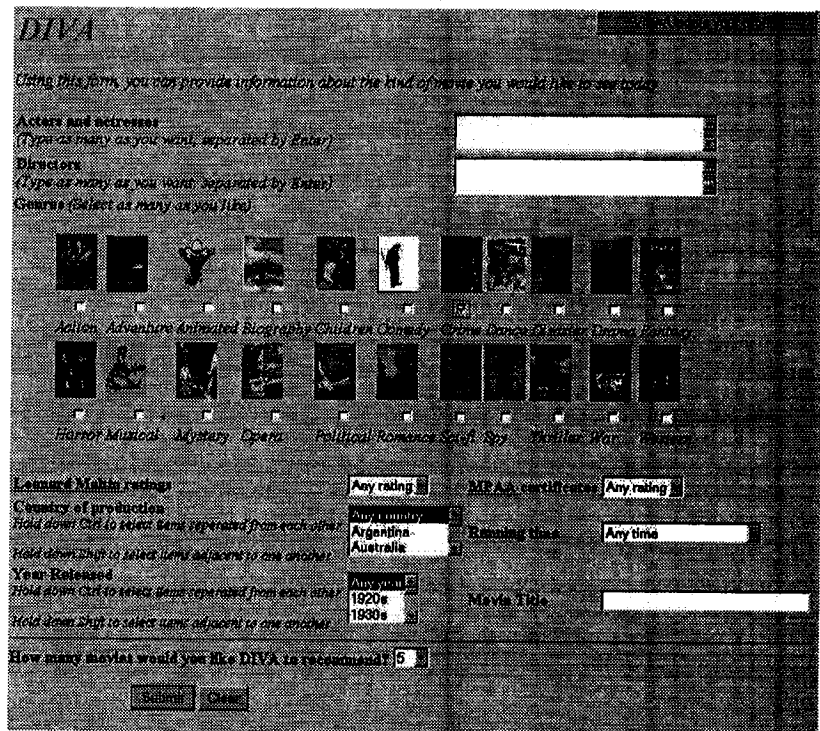 DIVA
Using this form, you can provide information about the kind of movie you would like to see today
Actors and actresses
(Type as many as you want, separated by Enter)
Directors
(Type as many as you want, separated by Enter)
Genres (Select as many as you like)
Action Adventure Animated Biography Children Comedy Crime Dance Disaster Drama Fantasy
Horror Musical Mystery Opera Political Romance Scifi Spy Thriller War Western
Leonard Maltin ratings Any rating MPAA certificates Any rating
Country of production Any country
Hold down Ctrl to select items seperated from each other Argentina Running time Any time
Hold down Shift to select items adjacent to one another Australia
Year Released Any year
Hold down Ctrl to select items seperated from each other 1920s Movie Title
Hold down Shift to select items adjacent to one another 1930s
How many movies would you like DIVA to recommend? 5
Submit Clear